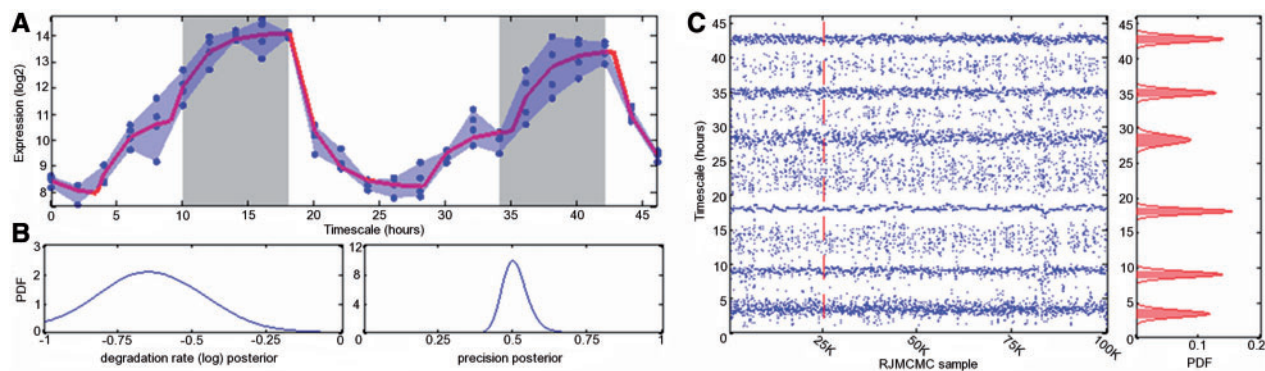 A
Expression (log2)
14
13
12
11
10
9
8
0 5 10 15 20 25 30 35 40 45
Timescale (hours)
B
PDF
3
2
1
0
-1 -0.75 -0.5 -0.25 0
degradation rate (log) posterior
12
8
4
0 0.25 0.5 0.75 1
precision posterior
C
Timescale (hours)
45
40
35
30
25
20
15
10
5
0
25K 50K 75K 100K
RJMCMC sample
45
40
35
30
25
20
15
10
5
0
0.1 0.2
PDF